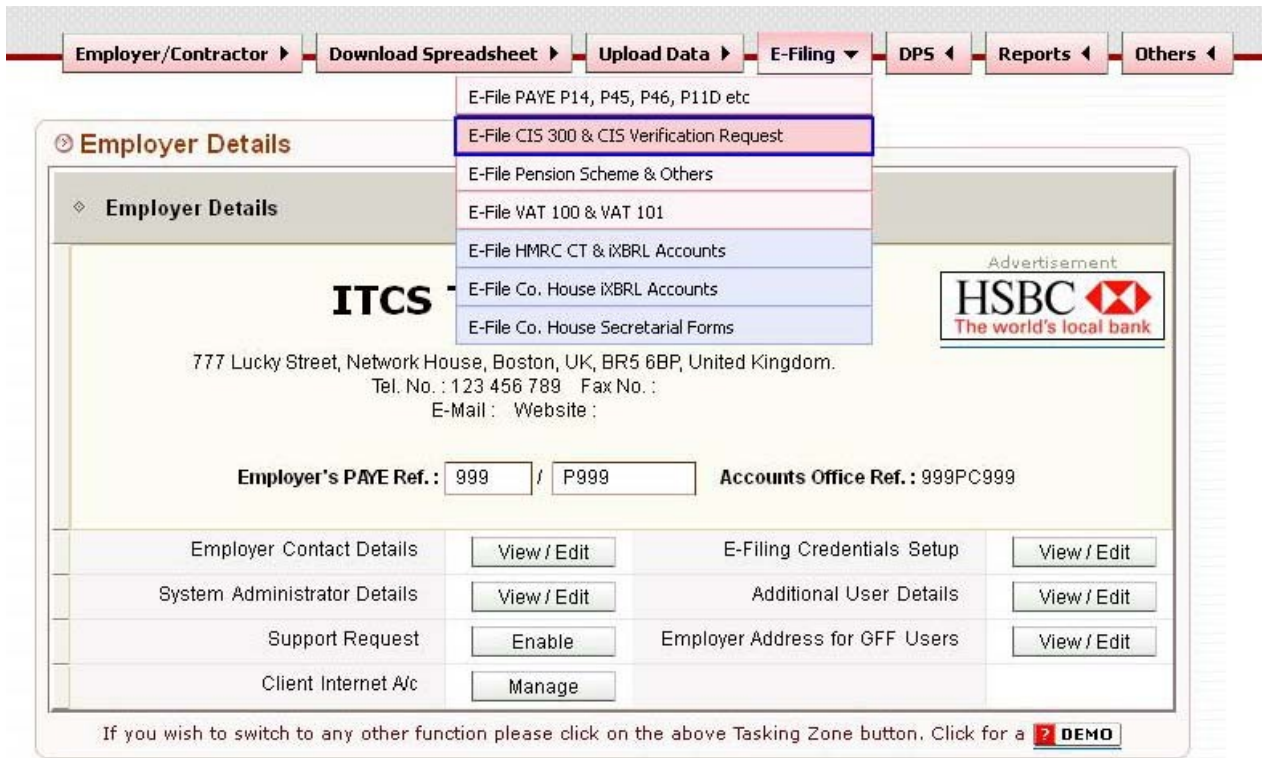 Employer/Contractor Download Spreadsheet Upload Data E-Filing DPS Reports Others
E-File PAYE P14, P45, P46, P11D etc
E-File CIS 300 & CIS Verification Request
E-File Pension Scheme & Others
E-File VAT 100 & VAT 101
E-File HMRC CT & iXBRL Accounts
E-File Co. House iXBRL Accounts
E-File Co. House Secretarial Forms
Employer Details
Employer Details
Advertisement
HSBC
The world's local bank
ITCS
777 Lucky Street, Network House, Boston, UK, BR5 6BP, United Kingdom.
Tel. No. : 123 456 789 Fax No. :
E-Mail : Website :
Employer's PAYE Ref. : 999 / P999 Accounts Office Ref. : 999PC999
Employer Contact Details View / Edit E-Filing Credentials Setup View / Edit
System Administrator Details View / Edit Additional User Details View / Edit
Support Request Enable Employer Address for GFF Users View / Edit
Client Internet A/c Manage
If you wish to switch to any other function please click on the above Tasking Zone button. Click for a ? DEMO